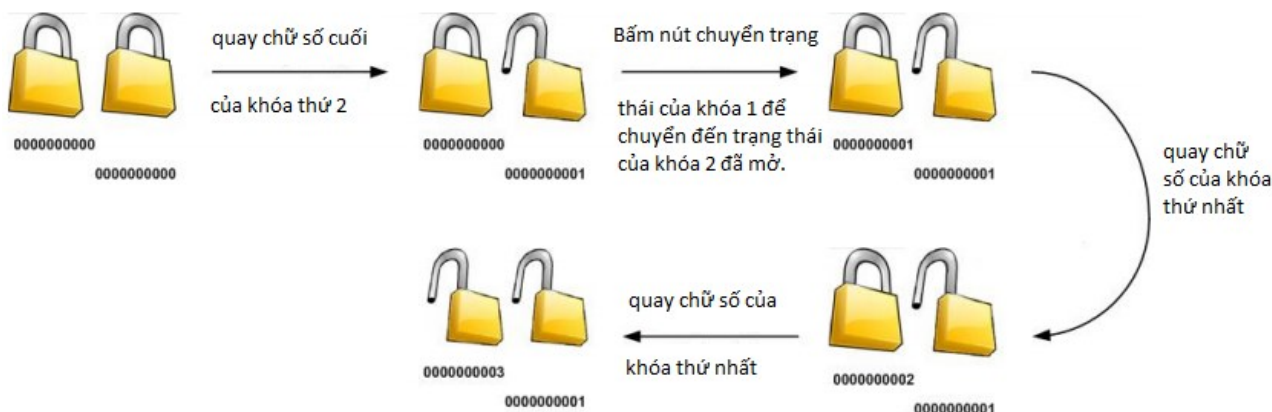 quay chữ số cuối
của khóa thứ 2
Bấm nút chuyển trạng
thái của khóa 1 để
chuyển đến trạng thái
của khóa 2 đã mở.
0000000000
0000000000
0000000000
0000000001
0000000001
0000000001
quay chữ
số của khóa
thứ nhất
quay chữ số của
khóa thứ nhất
0000000003
0000000001
0000000002
0000000001